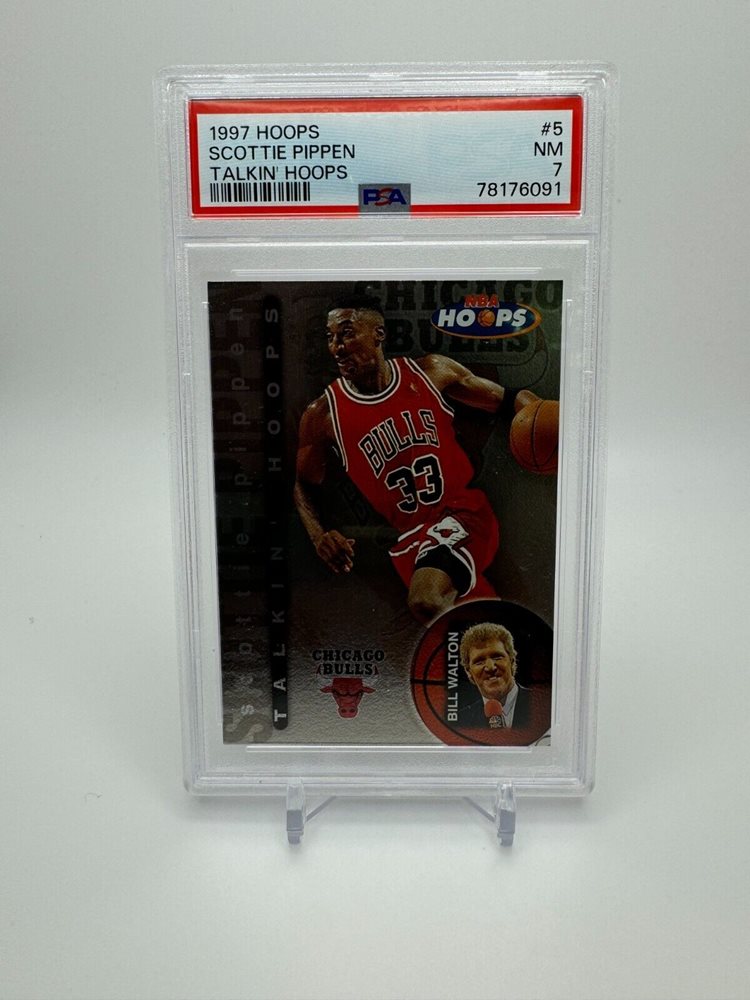 1997 HOOPS #5
SCOTTIE PIPPEN NM
TALKIN' HOOPS 7
PSA 78176091
CHICAGO
BULLS
NBA
HOOPS
scottie pippen
TALKIN' HOOPS
BULLS
33
CHICAGO
BULLS
BILL WALTON
NBC